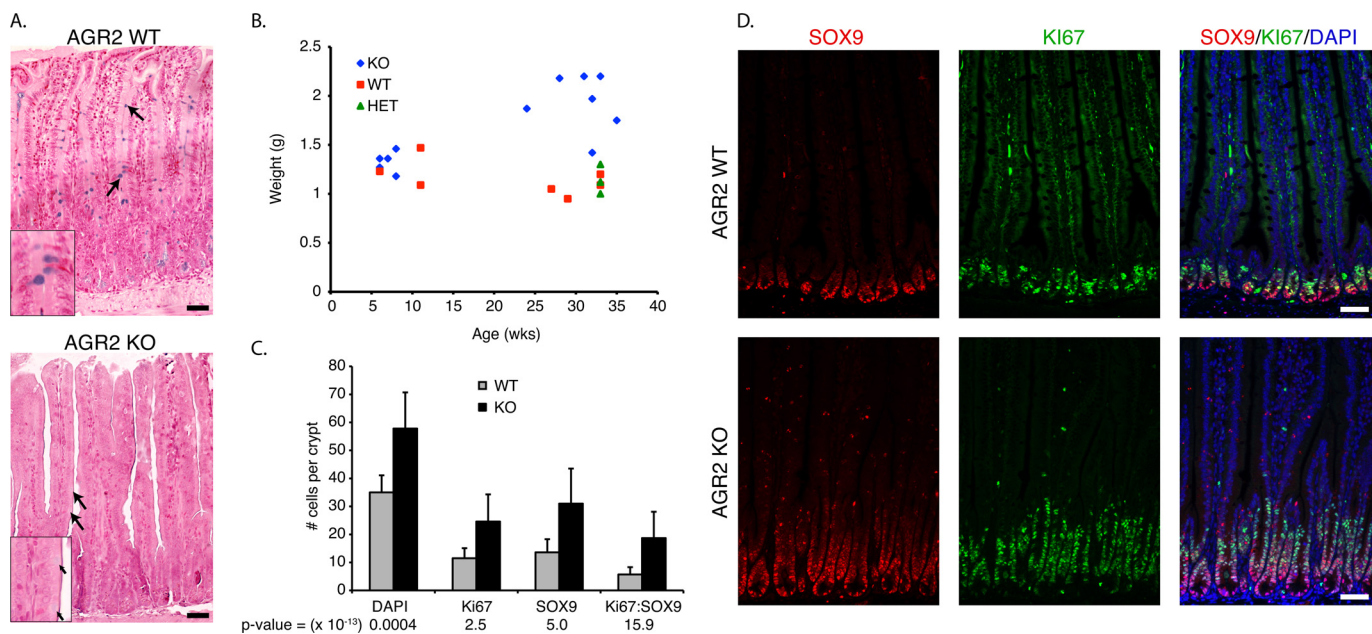 A.
AGR2 WT
AGR2 KO
B.
KO
WT
HET
2.5
2
1.5
1
0.5
0
0 5 10 15 20 25 30 35 40
Weight (g)
Age (wks)
C.
WT
KO
80
70
60
50
40
30
20
10
0
# cells per crypt
DAPI Ki67 SOX9 Ki67:SOX9
p-value = (x 10-13) 0.0004 2.5 5.0 15.9
D.
SOX9 KI67 SOX9/KI67/DAPI
AGR2 WT
AGR2 KO